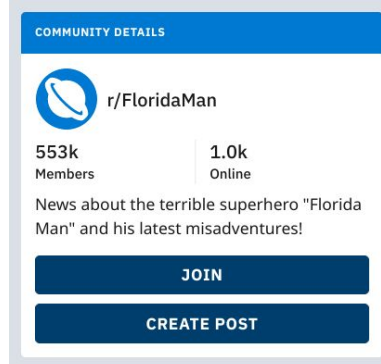 COMMUNITY DETAILS
r/FloridaMan
553k 1.0k
Members Online
News about the terrible superhero "Florida
Man" and his latest misadventures!
JOIN
CREATE POST